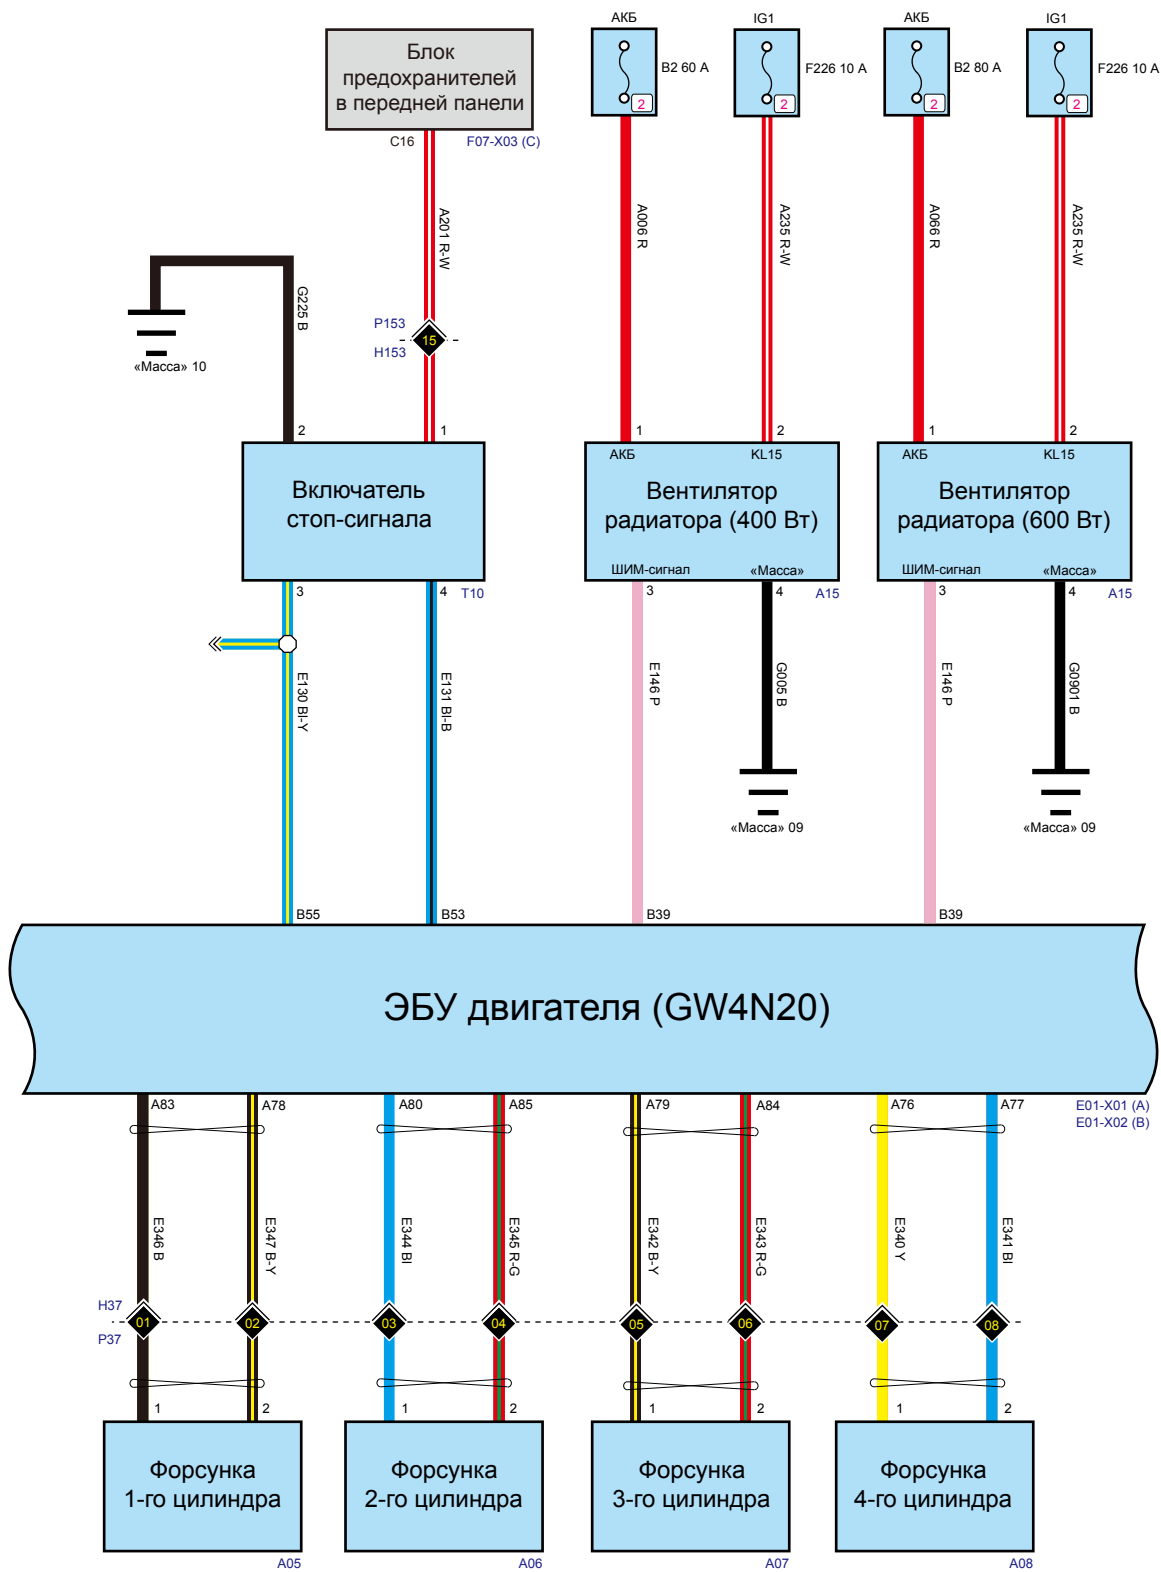 АКБ
IG1
АКБ
IG1
Блок
предохранителей
в передней панели
B2 60 A
F226 10 A
B2 80 A
F226 10 A
2
2
2
2
C16
F07-X03 (C)
A201 R-W
A006 R
A235 R-W
A066 R
A235 R-W
G225 B
«Масса» 10
P153
H153
15
2
1
1
2
1
2
АКБ
KL15
АКБ
KL15
Включатель
стоп-сигнала
Вентилятор
радиатора (400 Вт)
Вентилятор
радиатора (600 Вт)
ШИМ-сигнал
«Масса»
ШИМ-сигнал
«Масса»
3
4
T10
3
4
A15
3
4
A15
E130 Bl-Y
E131 Bl-B
E146 P
G005 B
E146 P
G0901 B
«Масса» 09
«Масса» 09
B55
B53
B39
B39
ЭБУ двигателя (GW4N20)
A83
A78
A80
A85
A79
A84
A76
A77
E01-X01 (A)
E01-X02 (B)
E346 B
E347 B-Y
E344 Bl
E345 R-G
E342 B-Y
E343 R-G
E340 Y
E341 Bl
H37
P37
01
02
03
04
05
06
07
08
1
2
1
2
1
2
1
2
Форсунка
1-го цилиндра
Форсунка
2-го цилиндра
Форсунка
3-го цилиндра
Форсунка
4-го цилиндра
A05
A06
A07
A08